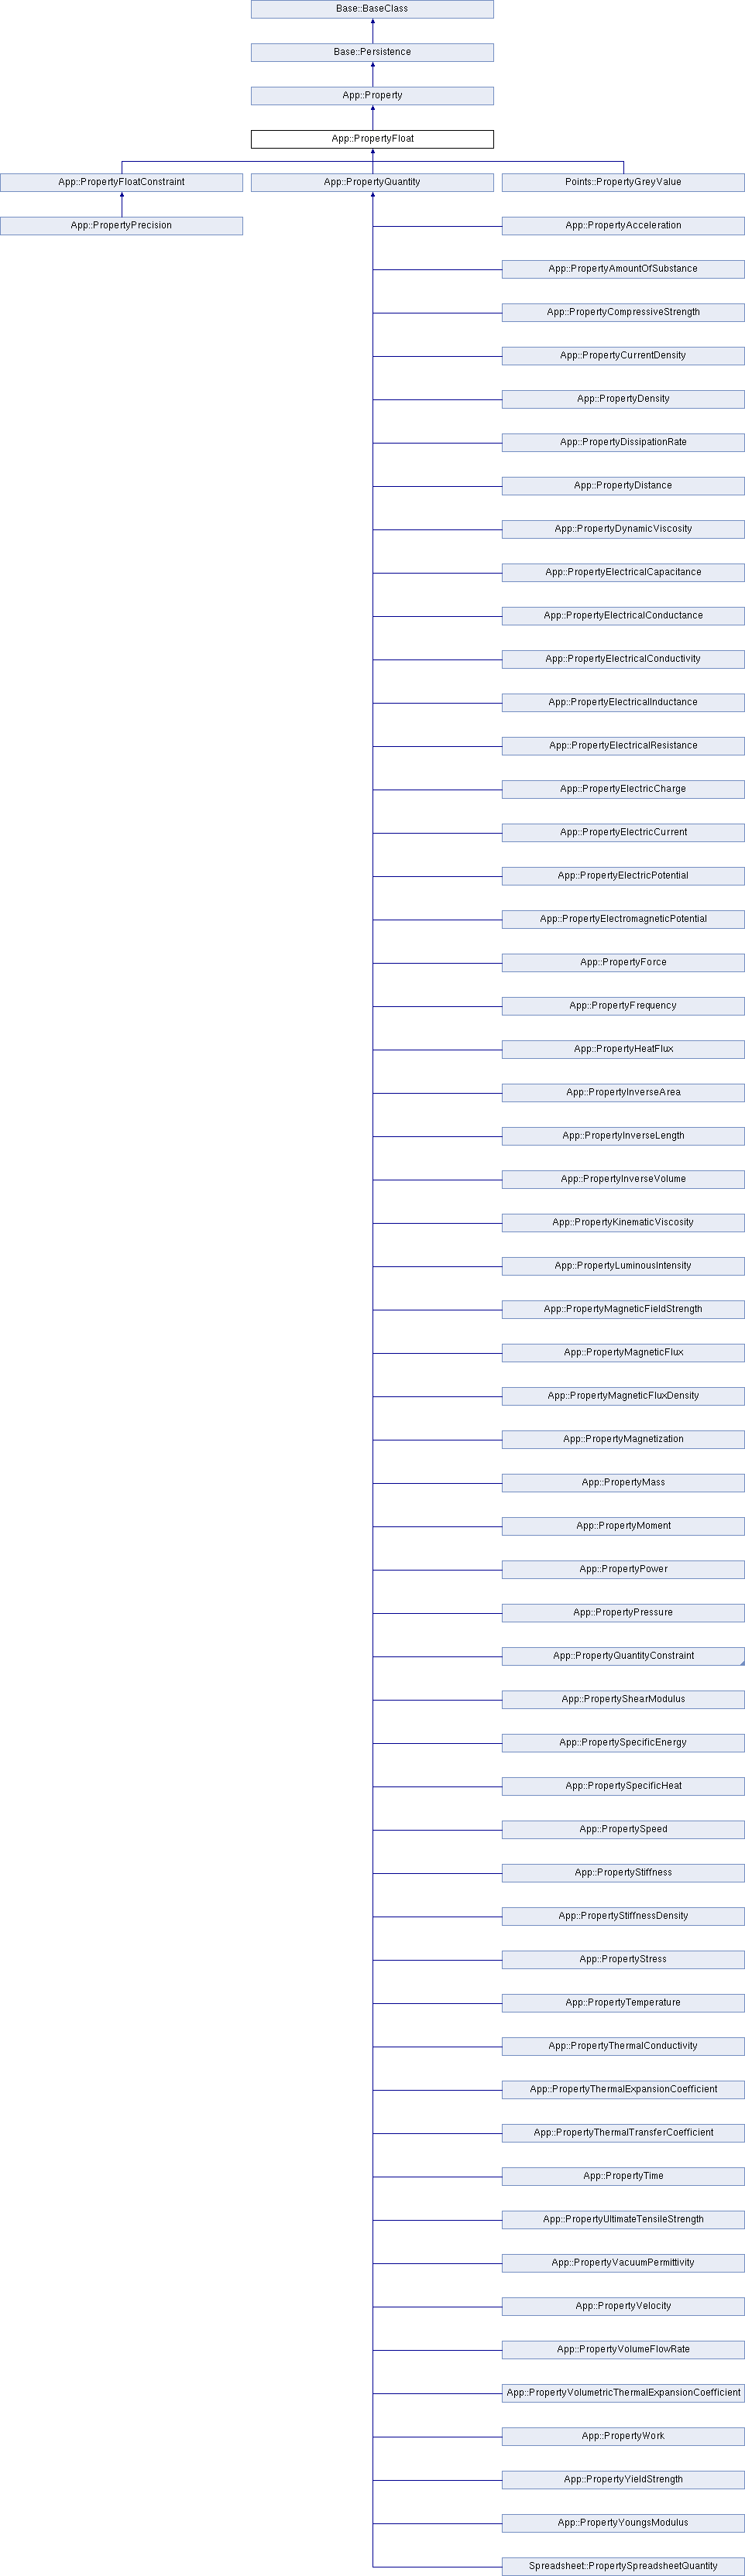 Base::BaseClass
Base::Persistence
App::Property
App::PropertyFloat
App::PropertyFloatConstraint
App::PropertyQuantity
Points::PropertyGreyValue
App::PropertyPrecision
App::PropertyAcceleration
App::PropertyAmountOfSubstance
App::PropertyCompressiveStrength
App::PropertyCurrentDensity
App::PropertyDensity
App::PropertyDissipationRate
App::PropertyDistance
App::PropertyDynamicViscosity
App::PropertyElectricalCapacitance
App::PropertyElectricalConductance
App::PropertyElectricalConductivity
App::PropertyElectricalInductance
App::PropertyElectricalResistance
App::PropertyElectricCharge
App::PropertyElectricCurrent
App::PropertyElectricPotential
App::PropertyElectromagneticPotential
App::PropertyForce
App::PropertyFrequency
App::PropertyHeatFlux
App::PropertyInverseArea
App::PropertyInverseLength
App::PropertyInverseVolume
App::PropertyKinematicViscosity
App::PropertyLuminousIntensity
App::PropertyMagneticFieldStrength
App::PropertyMagneticFlux
App::PropertyMagneticFluxDensity
App::PropertyMagnetization
App::PropertyMass
App::PropertyMoment
App::PropertyPower
App::PropertyPressure
App::PropertyQuantityConstraint
App::PropertyShearModulus
App::PropertySpecificEnergy
App::PropertySpecificHeat
App::PropertySpeed
App::PropertyStiffness
App::PropertyStiffnessDensity
App::PropertyStress
App::PropertyTemperature
App::PropertyThermalConductivity
App::PropertyThermalExpansionCoefficient
App::PropertyThermalTransferCoefficient
App::PropertyTime
App::PropertyUltimateTensileStrength
App::PropertyVacuumPermittivity
App::PropertyVelocity
App::PropertyVolumeFlowRate
App::PropertyVolumetricThermalExpansionCoefficient
App::PropertyWork
App::PropertyYieldStrength
App::PropertyYoungsModulus
Spreadsheet::PropertySpreadsheetQuantity